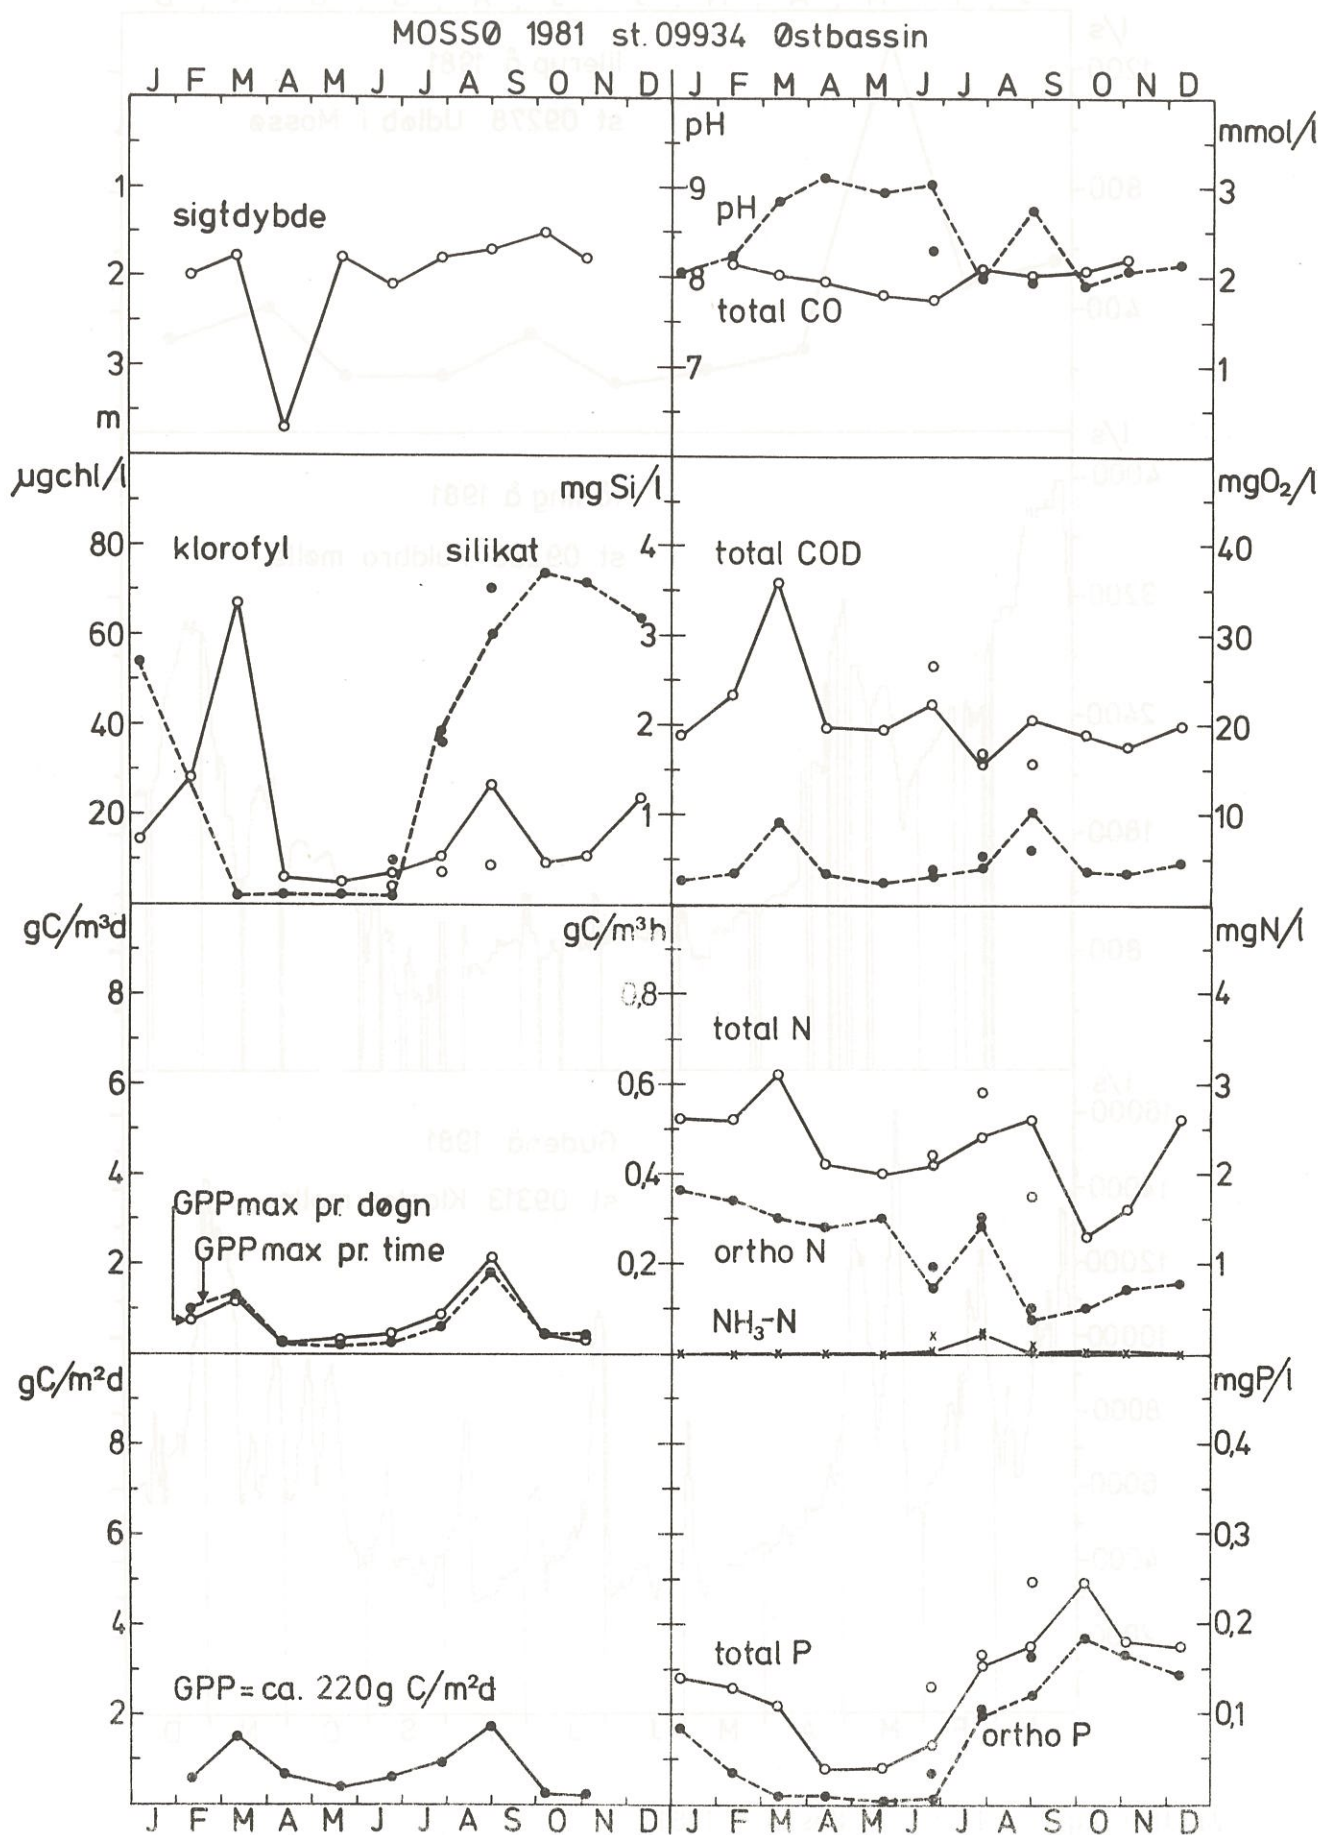 MOSSØ 1981 st. 09934 Østbassin
J F M A M J J A S O N D
J F M A M J J A S O N D
1
sigtdybde
2
3
m
pH
mmol/l
9
3
pH
8
2
total CO
7
1
µgchl/l
mg Si/l
mgO₂/l
80
klorofyl
silikat
4
total COD
40
60
3
30
40
2
20
20
1
10
gC/m³d
gC/m³h
mgN/l
8
0,8
4
total N
6
0,6
3
4
0,4
2
GPPmax pr. døgn
GPPmax pr. time
ortho N
2
0,2
1
NH₃-N
gC/m²d
mgP/l
8
0,4
6
0,3
4
0,2
total P
GPP = ca. 220g C/m²d
2
0,1
ortho P
J F M A M J J A S O N D
J F M A M J J A S O N D